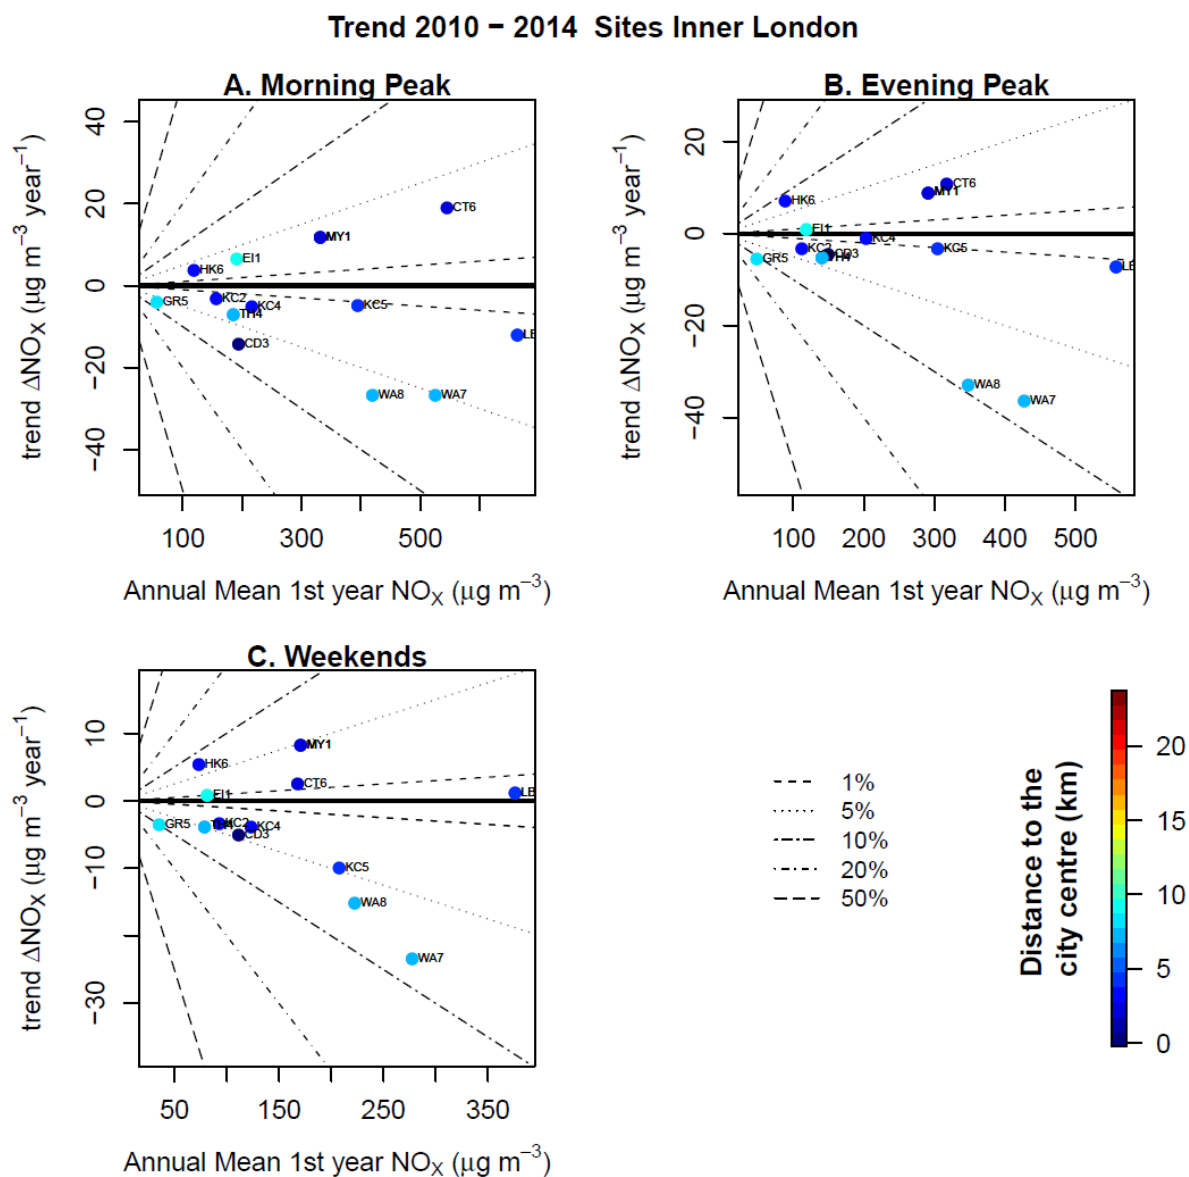 Trend 2010 − 2014 Sites Inner London
A. Morning Peak
trend ΔNOX (μg m−3 year−1)
40
20
0
−20
−40
CT6
MY1
EI1
HK6
GR5
KC2
KC4
KC5
TH4
LB
CD3
WA8
WA7
100
300
500
Annual Mean 1st year NOX (μg m−3)
B. Evening Peak
trend ΔNOX (μg m−3 year−1)
20
0
−20
−40
CT6
MY1
HK6
EI1
KC4
KC2
KC5
CD3
TH4
GR5
LB
WA8
WA7
100
200
300
400
500
Annual Mean 1st year NOX (μg m−3)
C. Weekends
trend ΔNOX (μg m−3 year−1)
10
0
−10
−30
MY1
HK6
CT6
EI1
LB
GR5
KC2
KC4
CD3
KC5
WA8
WA7
50
150
250
350
Annual Mean 1st year NOX (μg m−3)
1%
5%
10%
20%
50%
Distance to the
city centre (km)
20
15
10
5
0